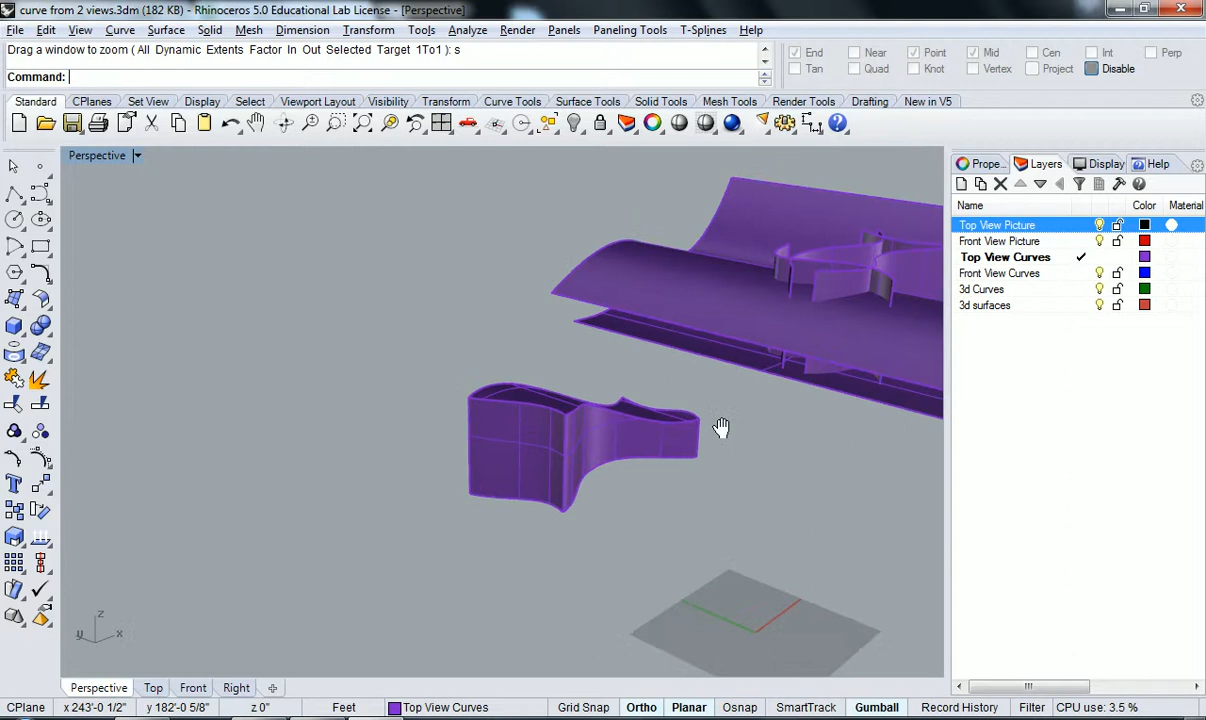 curve from 2 views.3dm (182 KB) - Rhinoceros 5.0 Educational Lab License - [Perspective]
File Edit View Curve Surface Solid Mesh Dimension Transform Tools Analyze Render Panels Paneling Tools T-Splines Help
Drag a window to zoom ( All Dynamic Extents Factor In Out Selected Target 1To1 ): s
Command:
End Near Point Mid Cen Int Perp
Tan Quad Knot Vertex Project Disable
Standard CPlanes Set View Display Select Viewport Layout Visibility Transform Curve Tools Surface Tools Solid Tools Mesh Tools Render Tools Drafting New in V5
Perspective
Prope... Layers Display Help
Name Color Material
Top View Picture
Front View Picture
Top View Curves
Front View Curves
3d Curves
3d surfaces
z
y x
Perspective Top Front Right
CPlane x 243'-0 1/2" y 182'-0 5/8" z 0" Feet Top View Curves Grid Snap Ortho Planar Osnap SmartTrack Gumball Record History Filter CPU use: 3.5 %